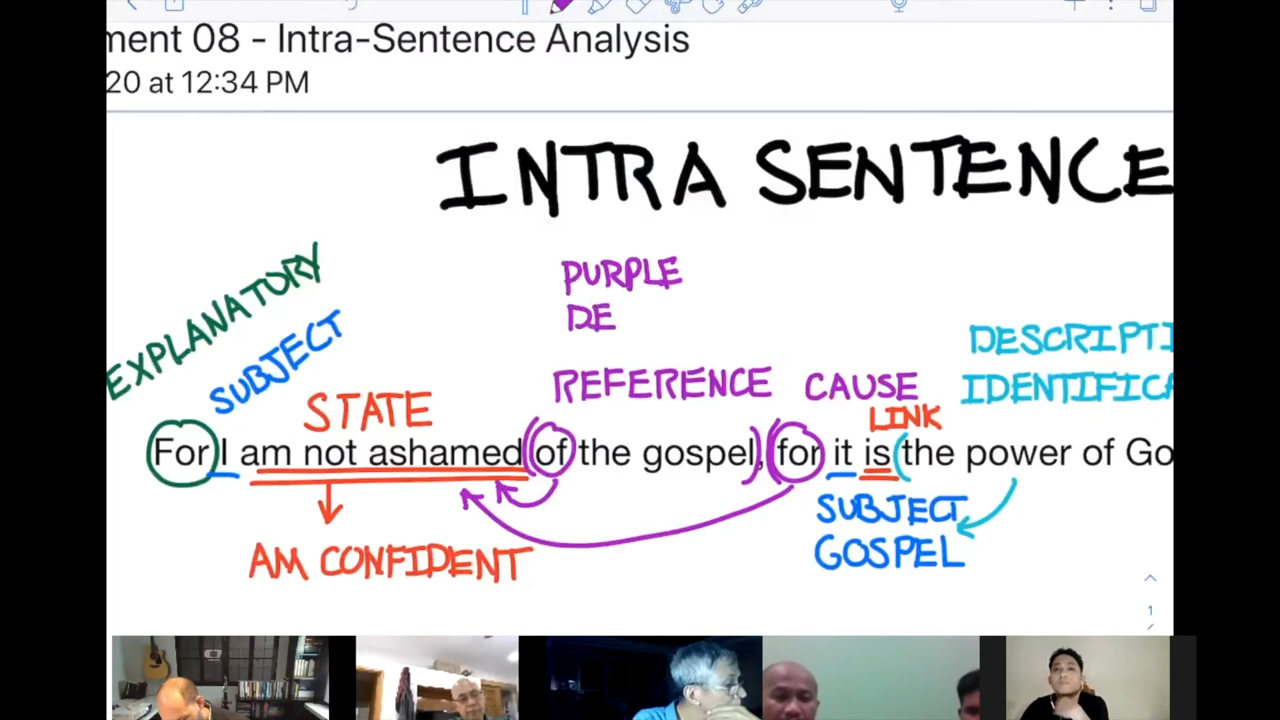 ment 08 - Intra-Sentence Analysis
20 at 12:34 PM
INTRA SENTENCE
EXPLANATORY
SUBJECT
PURPLE
DE
STATE
REFERENCE
CAUSE
LINK
DESCRIPTI
IDENTIFICA
For I am not ashamed (of the gospel), (for it is (the power of Go
AM CONFIDENT
SUBJECT
GOSPEL
1